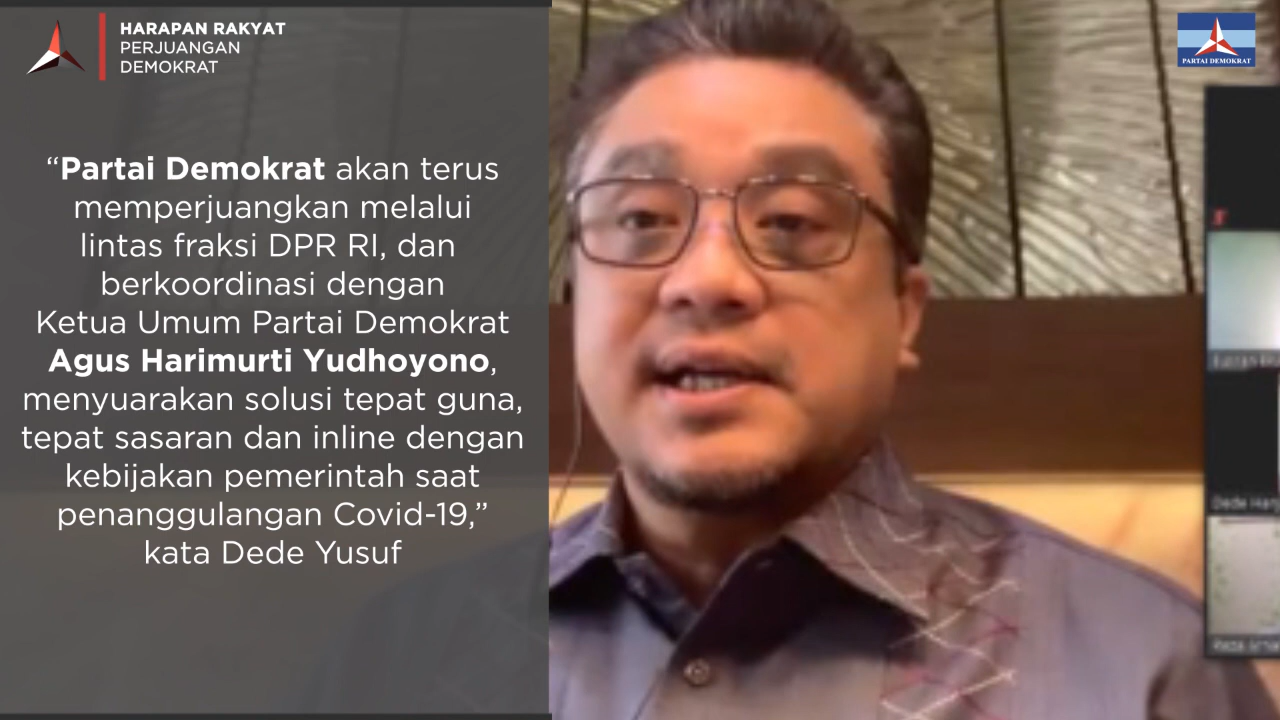 HARAPAN RAKYAT
PERJUANGAN
DEMOKRAT
PARTAI DEMOKRAT
“Partai Demokrat akan terus
memperjuangkan melalui
lintas fraksi DPR RI, dan
berkoordinasi dengan
Ketua Umum Partai Demokrat
Agus Harimurti Yudhoyono,
menyuarakan solusi tepat guna,
tepat sasaran dan inline dengan
kebijakan pemerintah saat
penanggulangan Covid-19,”
kata Dede Yusuf
Dede